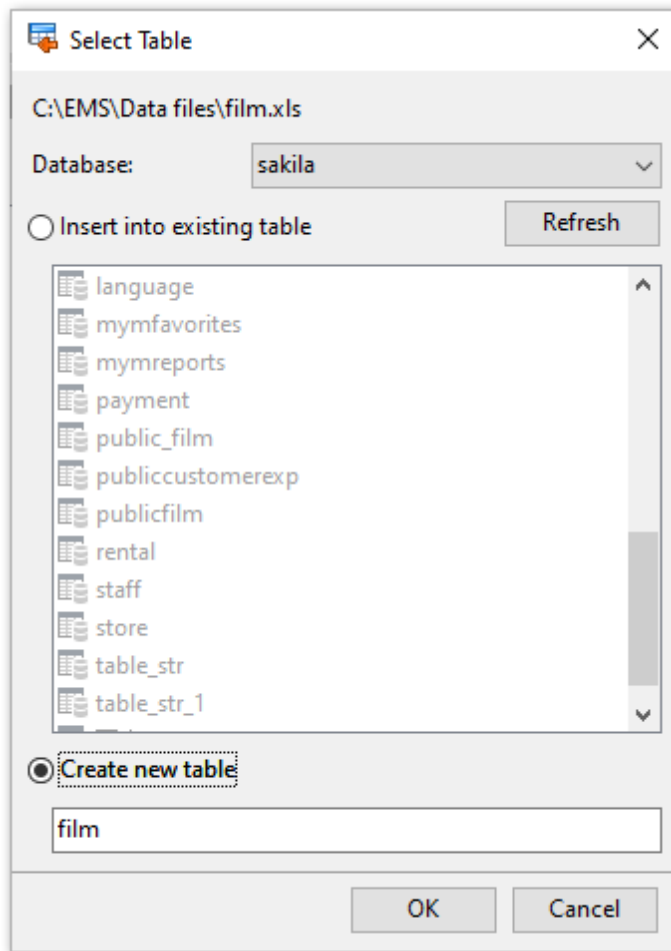 Select Table
C:\EMS\Data files\film.xls
Database: sakila
Insert into existing table Refresh
language
mymfavorites
mymreports
payment
public_film
publiccustomerexp
publicfilm
rental
staff
store
table_str
table_str_1
Create new table
film
OK Cancel